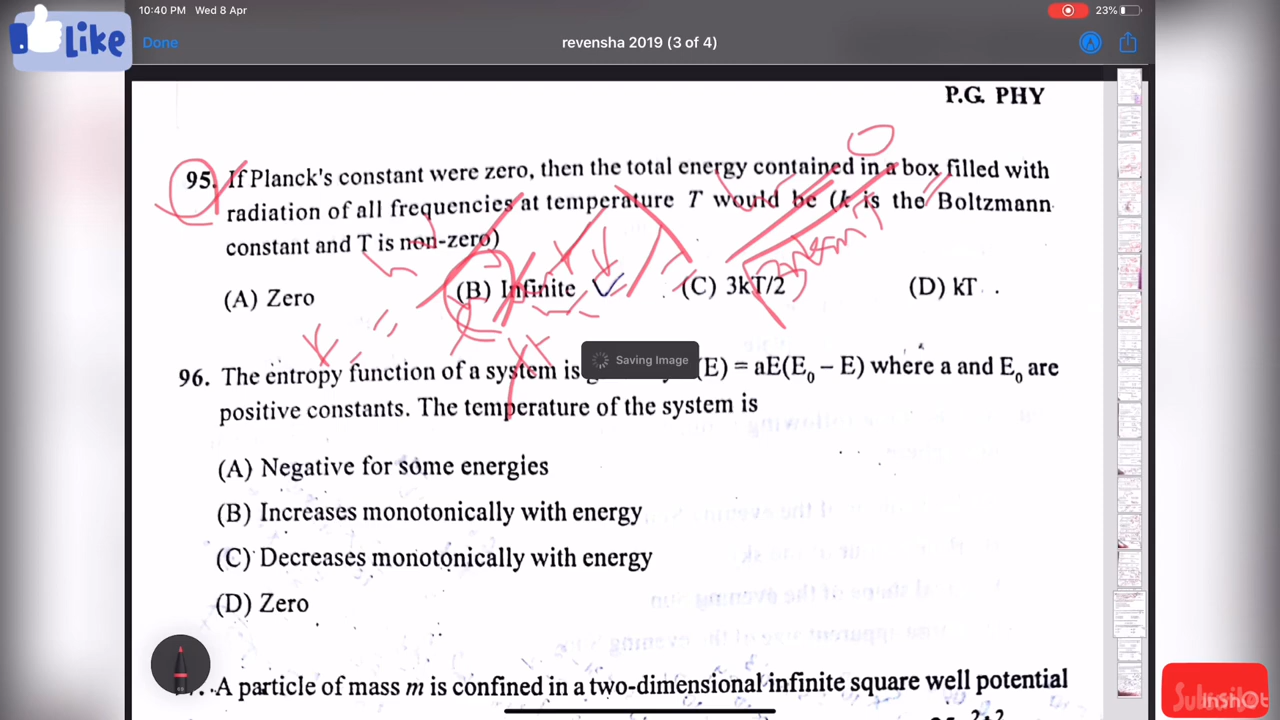 10:40 PM Wed 8 Apr
23%
Like
Done
revensha 2019 (3 of 4)
P.G. PHY
95. If Planck's constant were zero, then the total energy contained in a box filled with
radiation of all frequencies at temperature T would be (k is the Boltzmann
constant and T is non-zero)
(A) Zero (B) Infinite (C) 3kT/2 (D) kT
Saving Image
96. The entropy function of a system is (E) = aE(E₀ − E) where a and E₀ are
positive constants. The temperature of the system is
(A) Negative for some energies
(B) Increases monotonically with energy
(C) Decreases monotonically with energy
(D) Zero
A particle of mass m is confined in a two-dimensional infinite square well potential
InShOt